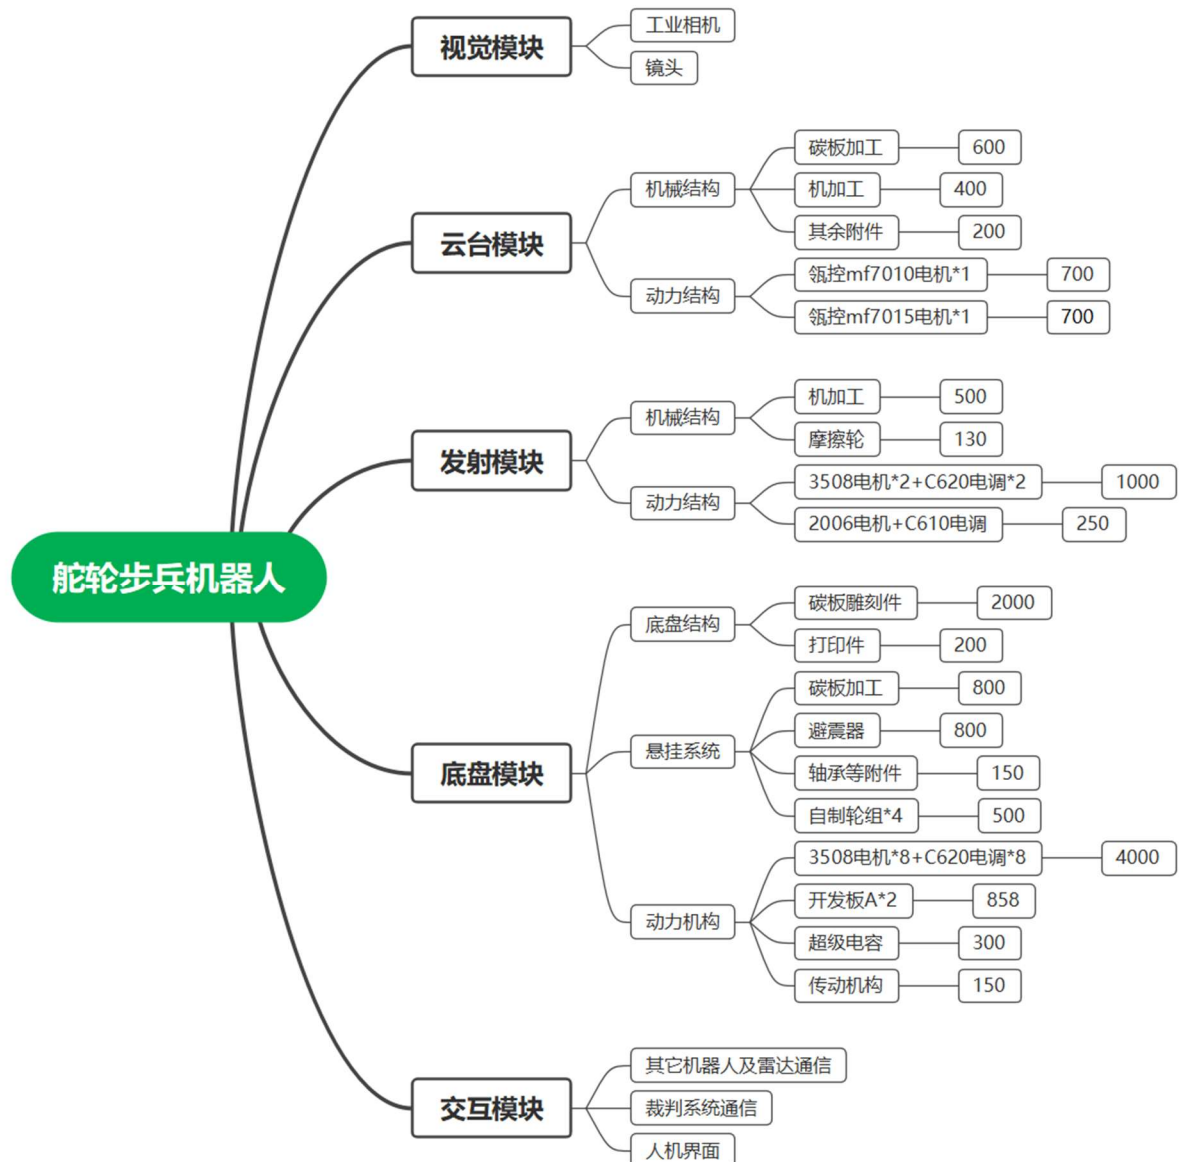 舵轮步兵机器人
视觉模块
工业相机
镜头
云台模块
机械结构
碳板加工
600
机加工
400
其余附件
200
动力结构
瓴控mf7010电机*1
700
瓴控mf7015电机*1
700
发射模块
机械结构
机加工
500
摩擦轮
130
动力结构
3508电机*2+C620电调*2
1000
2006电机+C610电调
250
底盘模块
底盘结构
碳板雕刻件
2000
打印件
200
悬挂系统
碳板加工
800
避震器
800
轴承等附件
150
自制轮组*4
500
动力机构
3508电机*8+C620电调*8
4000
开发板A*2
858
超级电容
300
传动机构
150
交互模块
其它机器人及雷达通信
裁判系统通信
人机界面